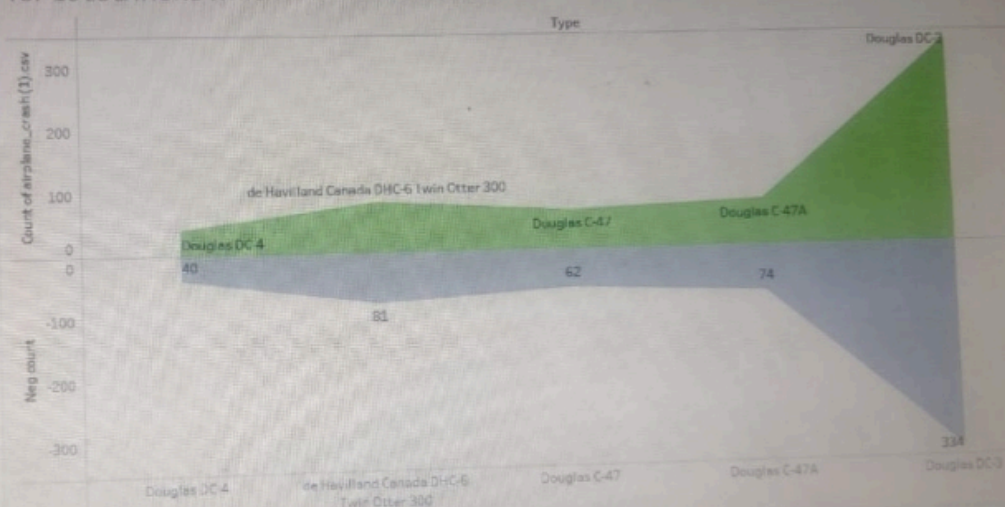 Type
Douglas DC-3
300
200
100
0
Count of airplane_crash (1).csv
de Havilland Canada DHC-6 Twin Otter 300
Douglas C-47
Douglas C-47A
Douglas DC-4
40
62
74
81
334
0
-100
-200
-300
Neg count
Douglas DC-4
de Havilland Canada DHC-6
Twin Otter 300
Douglas C-47
Douglas C-47A
Douglas DC-3